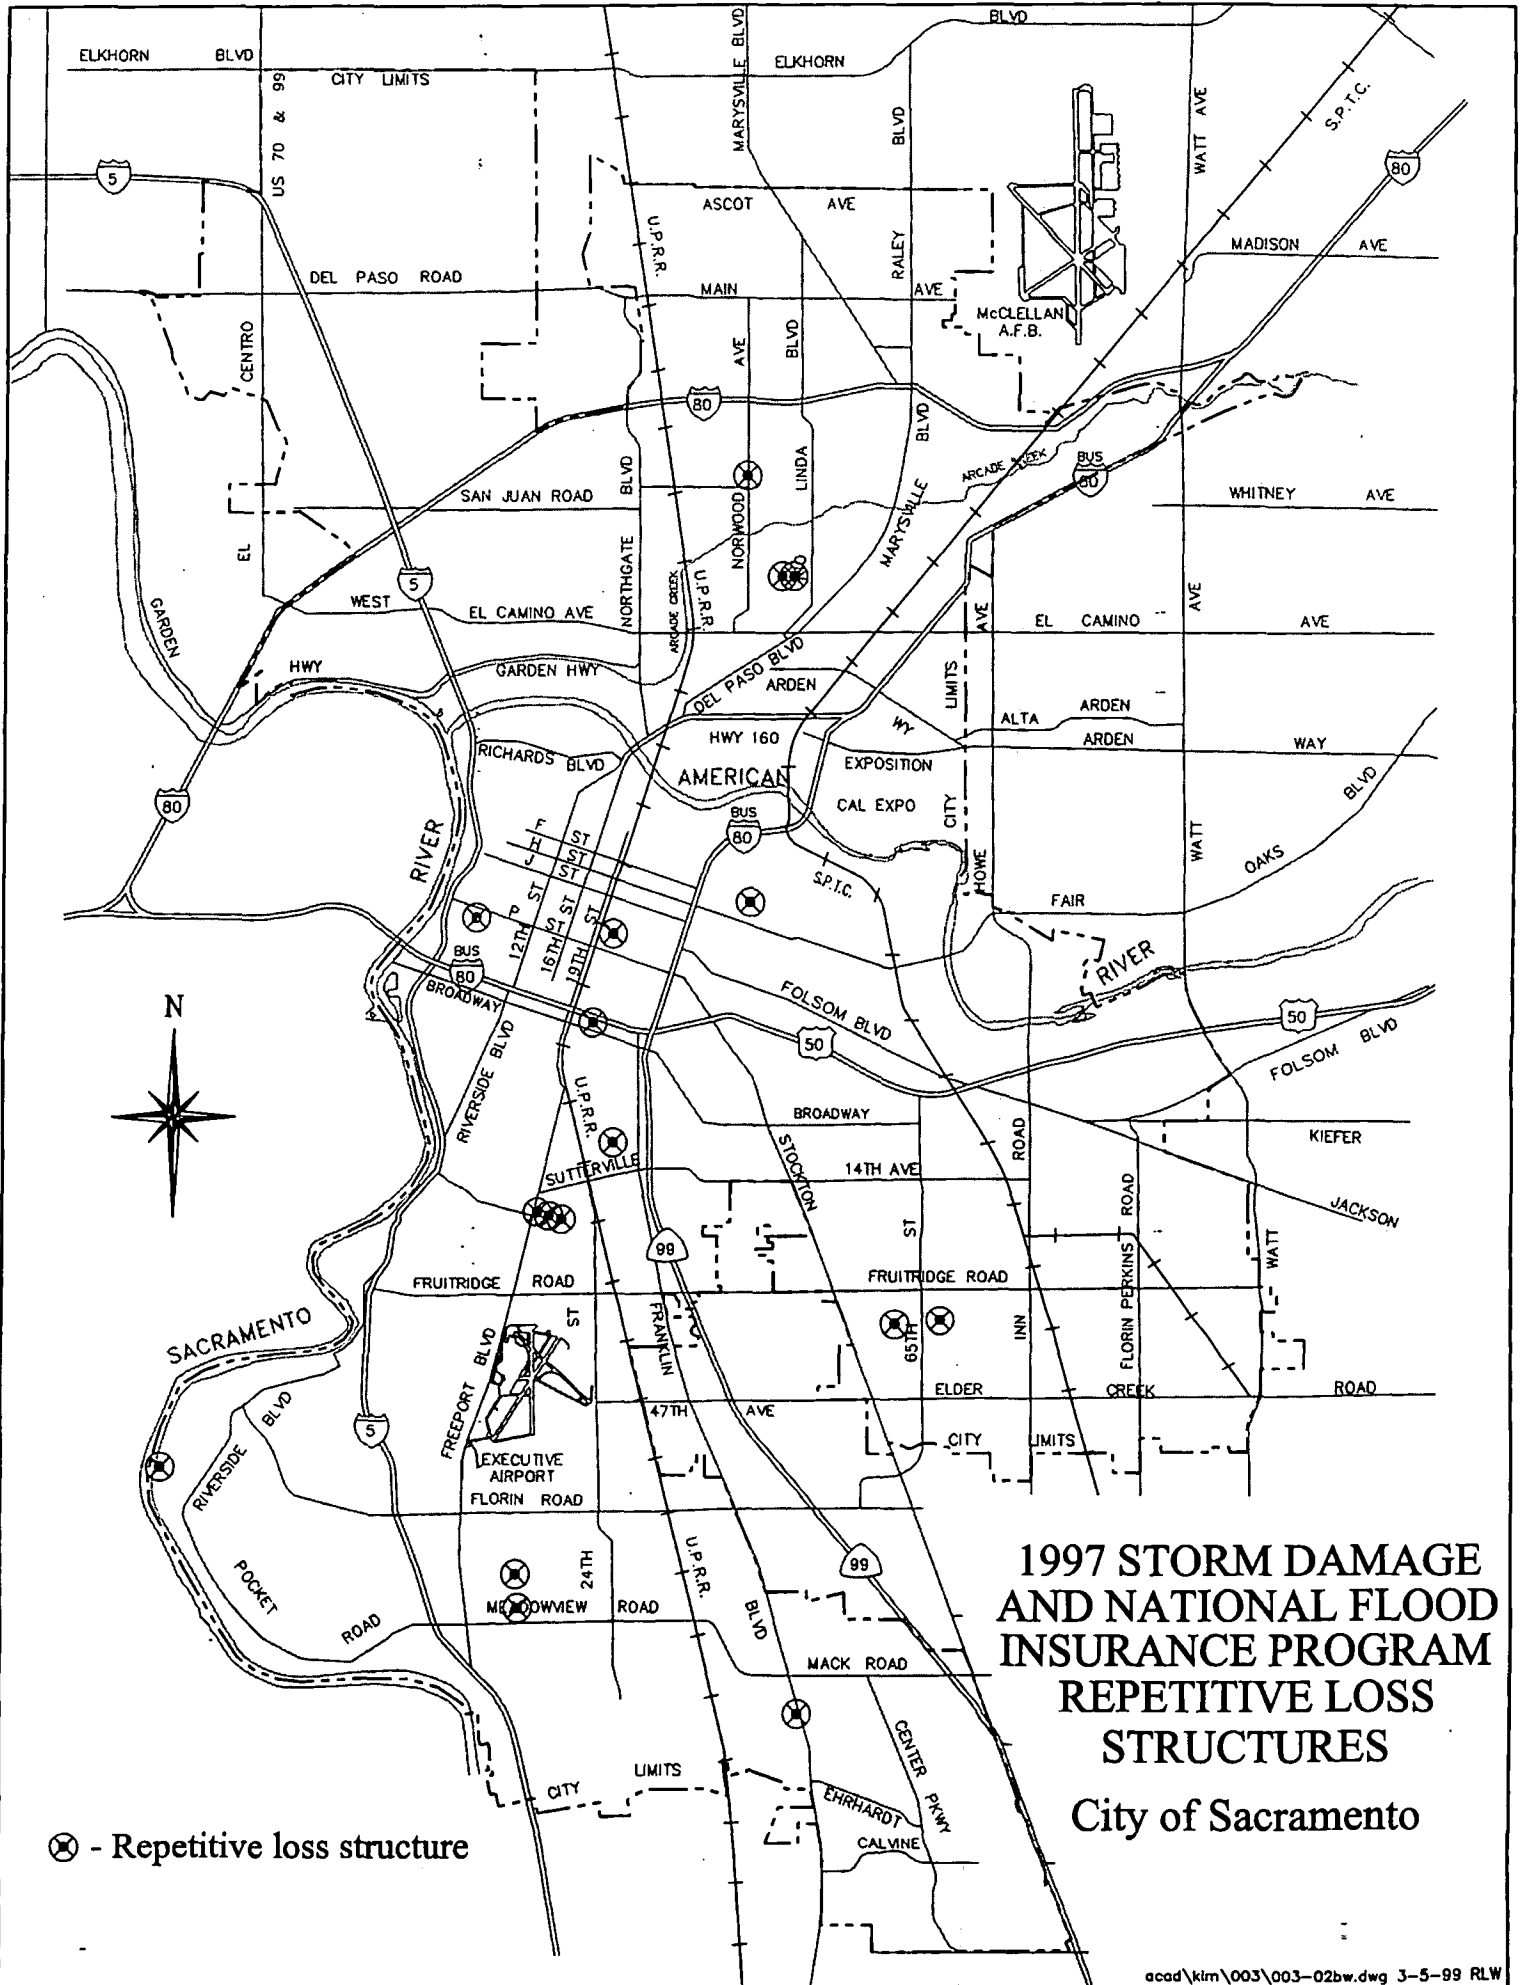 BLVD
ELKHORN BLVD
CITY LIMITS
ELKHORN
US 70 & 99
MARYSVILLE BLVD
BLVD
WATT AVE
S.P.T.C.
5
80
ASCOT AVE
U.P.R.R.
RALEY
MADISON AVE
DEL PASO ROAD
MAIN AVE
McCLELLAN
A.F.B.
CENTRO
AVE
BLVD
80
BLVD
ARCADE CREEK
BUS
80
SAN JUAN ROAD
BLVD
LINDA
WHITNEY AVE
NORWOOD
MARYSVILLE
EL
NORTHGATE
5
GARDEN
WEST
EL CAMINO AVE
ARCADE CREEK
U.P.R.R.
AVE
EL CAMINO AVE
AVE
HWY
GARDEN HWY
DEL PASO BLVD
ARDEN
WY
LIMITS
ALTA ARDEN
ARDEN WAY
RICHARDS BLVD
HWY 160
EXPOSITION
AMERICAN
CAL EXPO
BLVD
80
BUS
80
CITY
RIVER
F ST
H ST
J ST
S.P.T.C.
HOWE
WATT
OAKS
FAIR
P ST
12TH ST
16TH ST
19TH ST
BUS
80
BROADWAY
RIVER
N
FOLSOM BLVD
50
50
FOLSOM BLVD
RIVERSIDE BLVD
U.P.R.R.
BROADWAY
KIEFER
SUTTERVILLE
STOCKTON
14TH AVE
ROAD
ROAD
JACKSON
99
ST
WATT
FRUITRIDGE ROAD
FRUITRIDGE ROAD
SACRAMENTO
ST
FRANKLIN
65TH
INN
FLORIN PERKINS
FREEPORT BLVD
ELDER CREEK ROAD
47TH AVE
RIVERSIDE BLVD
5
CITY LIMITS
EXECUTIVE
AIRPORT
FLORIN ROAD
POCKET
ROAD
24TH
U.P.R.R.
99
MEADOWVIEW ROAD
BLVD
MACK ROAD
CENTER PKWY
CITY LIMITS
EHRHARDT
CALVINE
1997 STORM DAMAGE
AND NATIONAL FLOOD
INSURANCE PROGRAM
REPETITIVE LOSS
STRUCTURES
City of Sacramento
- Repetitive loss structure
acad\kim\003\003-02bw.dwg 3-5-99 RLW